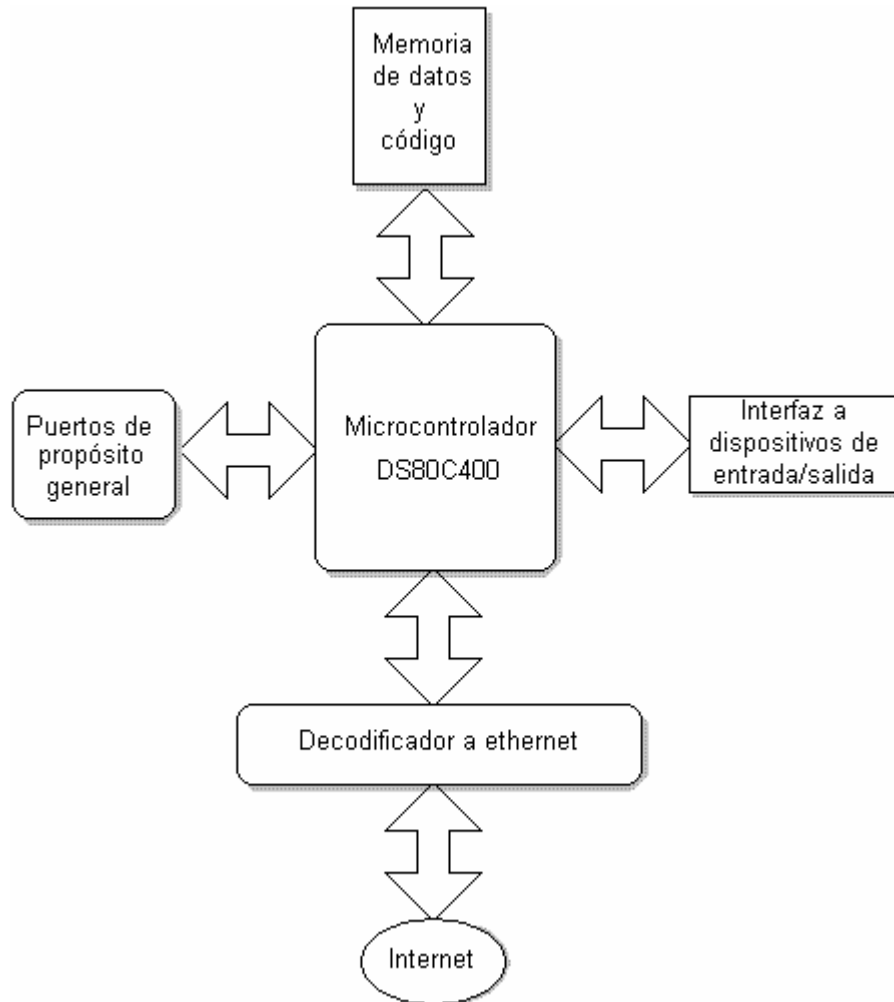 Memoria
de datos
y
código
Puertos de
propósito
general
Microcontrolador
DS80C400
Interfaz a
dispositivos de
entrada/salida
Decodificador a ethernet
Internet